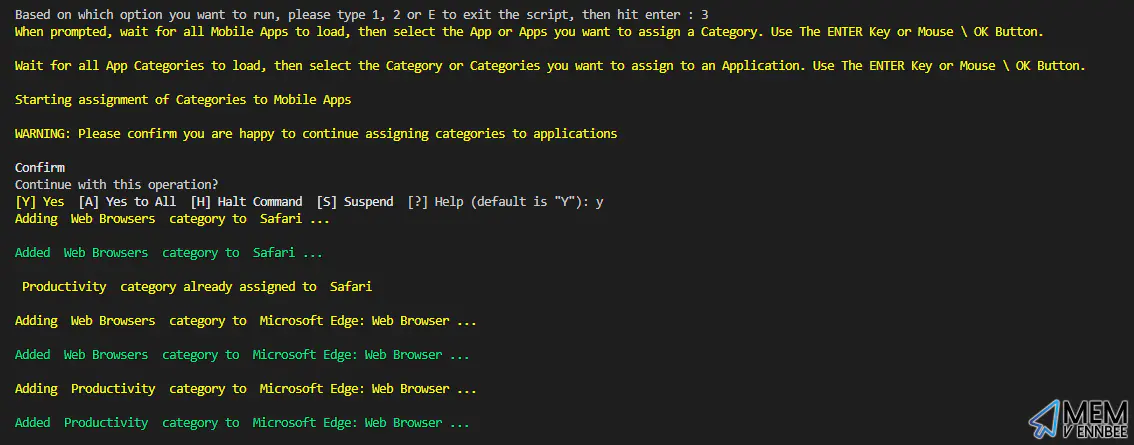 Based on which option you want to run, please type 1, 2 or E to exit the script, then hit enter : 3
When prompted, wait for all Mobile Apps to load, then select the App or Apps you want to assign a Category. Use The ENTER Key or Mouse \ OK Button.
Wait for all App Categories to load, then select the Category or Categories you want to assign to an Application. Use The ENTER Key or Mouse \ OK Button.
Starting assignment of Categories to Mobile Apps
WARNING: Please confirm you are happy to continue assigning categories to applications
Confirm
Continue with this operation?
[Y] Yes  [A] Yes to All  [H] Halt Command  [S] Suspend  [?] Help (default is "Y"): y
Adding  Web Browsers  category to  Safari ...
Added  Web Browsers  category to  Safari ...
Productivity  category already assigned to  Safari
Adding  Web Browsers  category to  Microsoft Edge: Web Browser ...
Added  Web Browsers  category to  Microsoft Edge: Web Browser ...
Adding  Productivity  category to  Microsoft Edge: Web Browser ...
Added  Productivity  category to  Microsoft Edge: Web Browser ...
MEM
VENNBEE